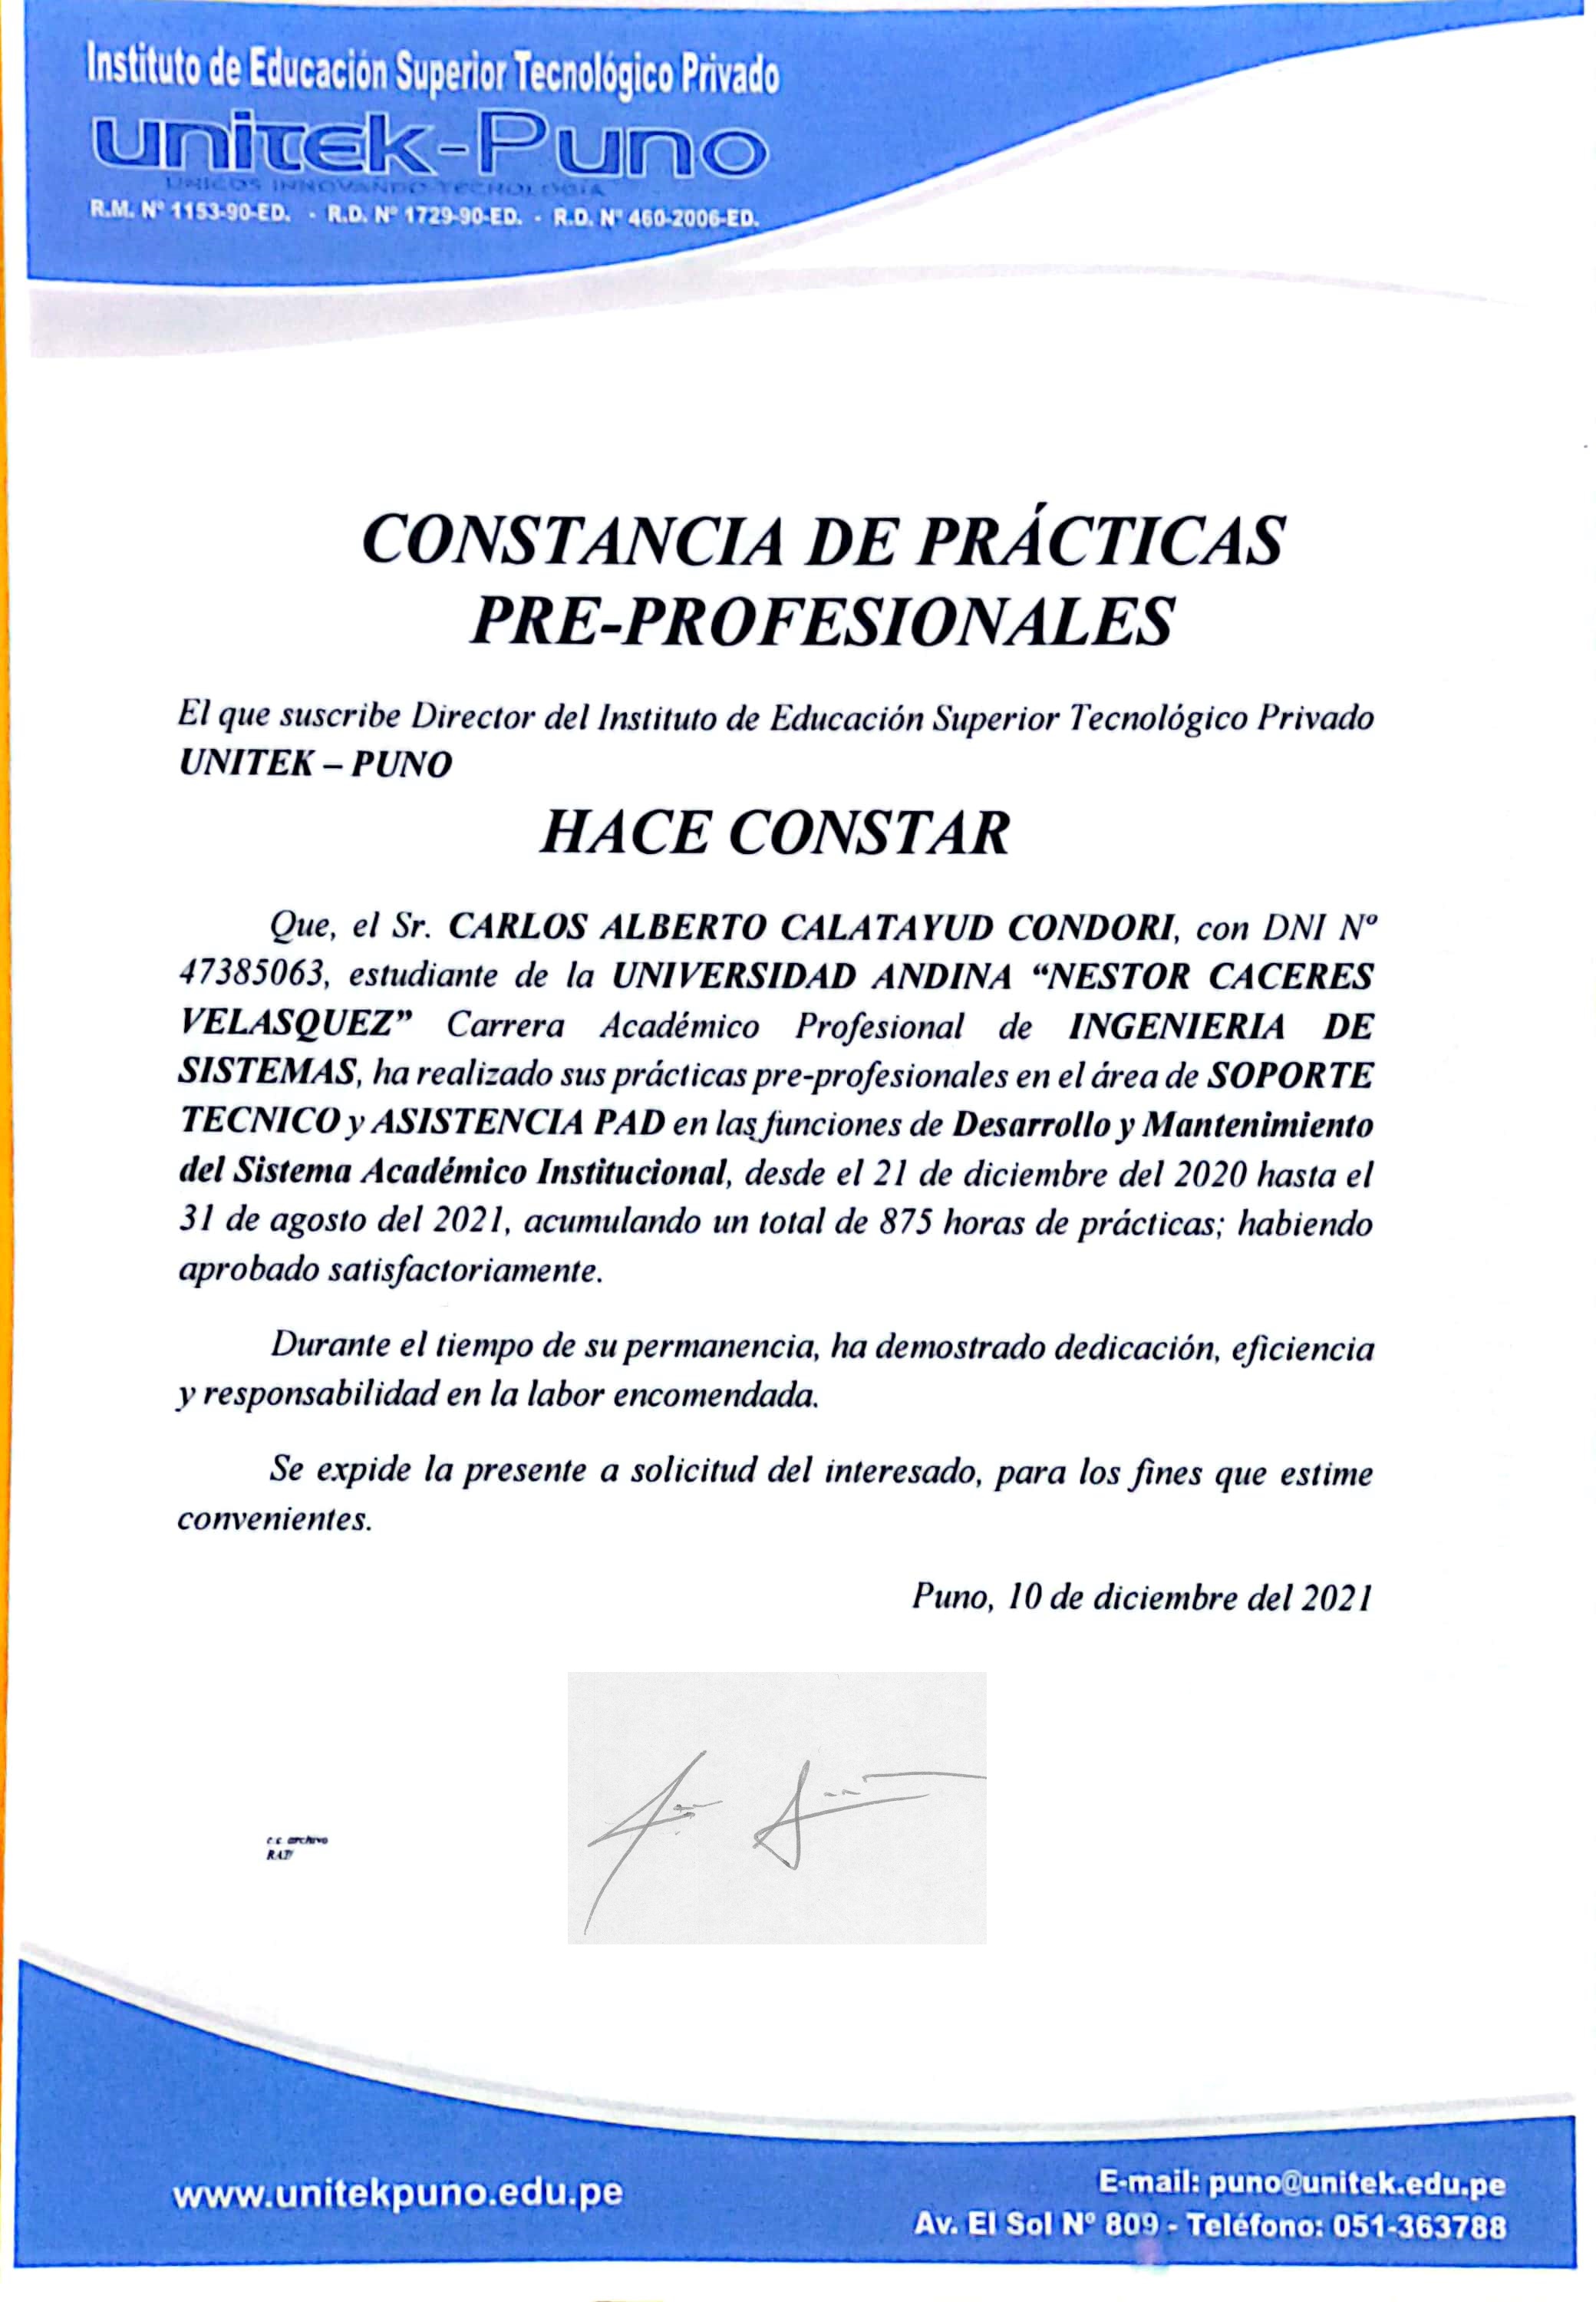 Instituto de Educación Superior Tecnológico Privado
unitek-Puno
UNICOS INNOVANDO TECNOLOGIA
R.M. Nº 1153-90-ED. - R.D. Nº 1729-90-ED. - R.D. Nº 460-2006-ED.
CONSTANCIA DE PRÁCTICAS
PRE-PROFESIONALES
El que suscribe Director del Instituto de Educación Superior Tecnológico Privado
UNITEK – PUNO
HACE CONSTAR
Que, el Sr. CARLOS ALBERTO CALATAYUD CONDORI, con DNI Nº
47385063, estudiante de la UNIVERSIDAD ANDINA “NESTOR CACERES
VELASQUEZ” Carrera Académico Profesional de INGENIERIA DE
SISTEMAS, ha realizado sus prácticas pre-profesionales en el área de SOPORTE
TECNICO y ASISTENCIA PAD en las funciones de Desarrollo y Mantenimiento
del Sistema Académico Institucional, desde el 21 de diciembre del 2020 hasta el
31 de agosto del 2021, acumulando un total de 875 horas de prácticas; habiendo
aprobado satisfactoriamente.
Durante el tiempo de su permanencia, ha demostrado dedicación, eficiencia
y responsabilidad en la labor encomendada.
Se expide la presente a solicitud del interesado, para los fines que estime
convenientes.
Puno, 10 de diciembre del 2021
c.c. archivo
www.unitekpuno.edu.pe
E-mail: puno@unitek.edu.pe
Av. El Sol Nº 809 - Teléfono: 051-363788